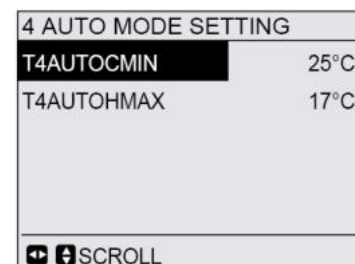 4 AUTO MODE SETTING
T4AUTOCMIN 25°C
T4AUTOHMAX 17°C
SCROLL